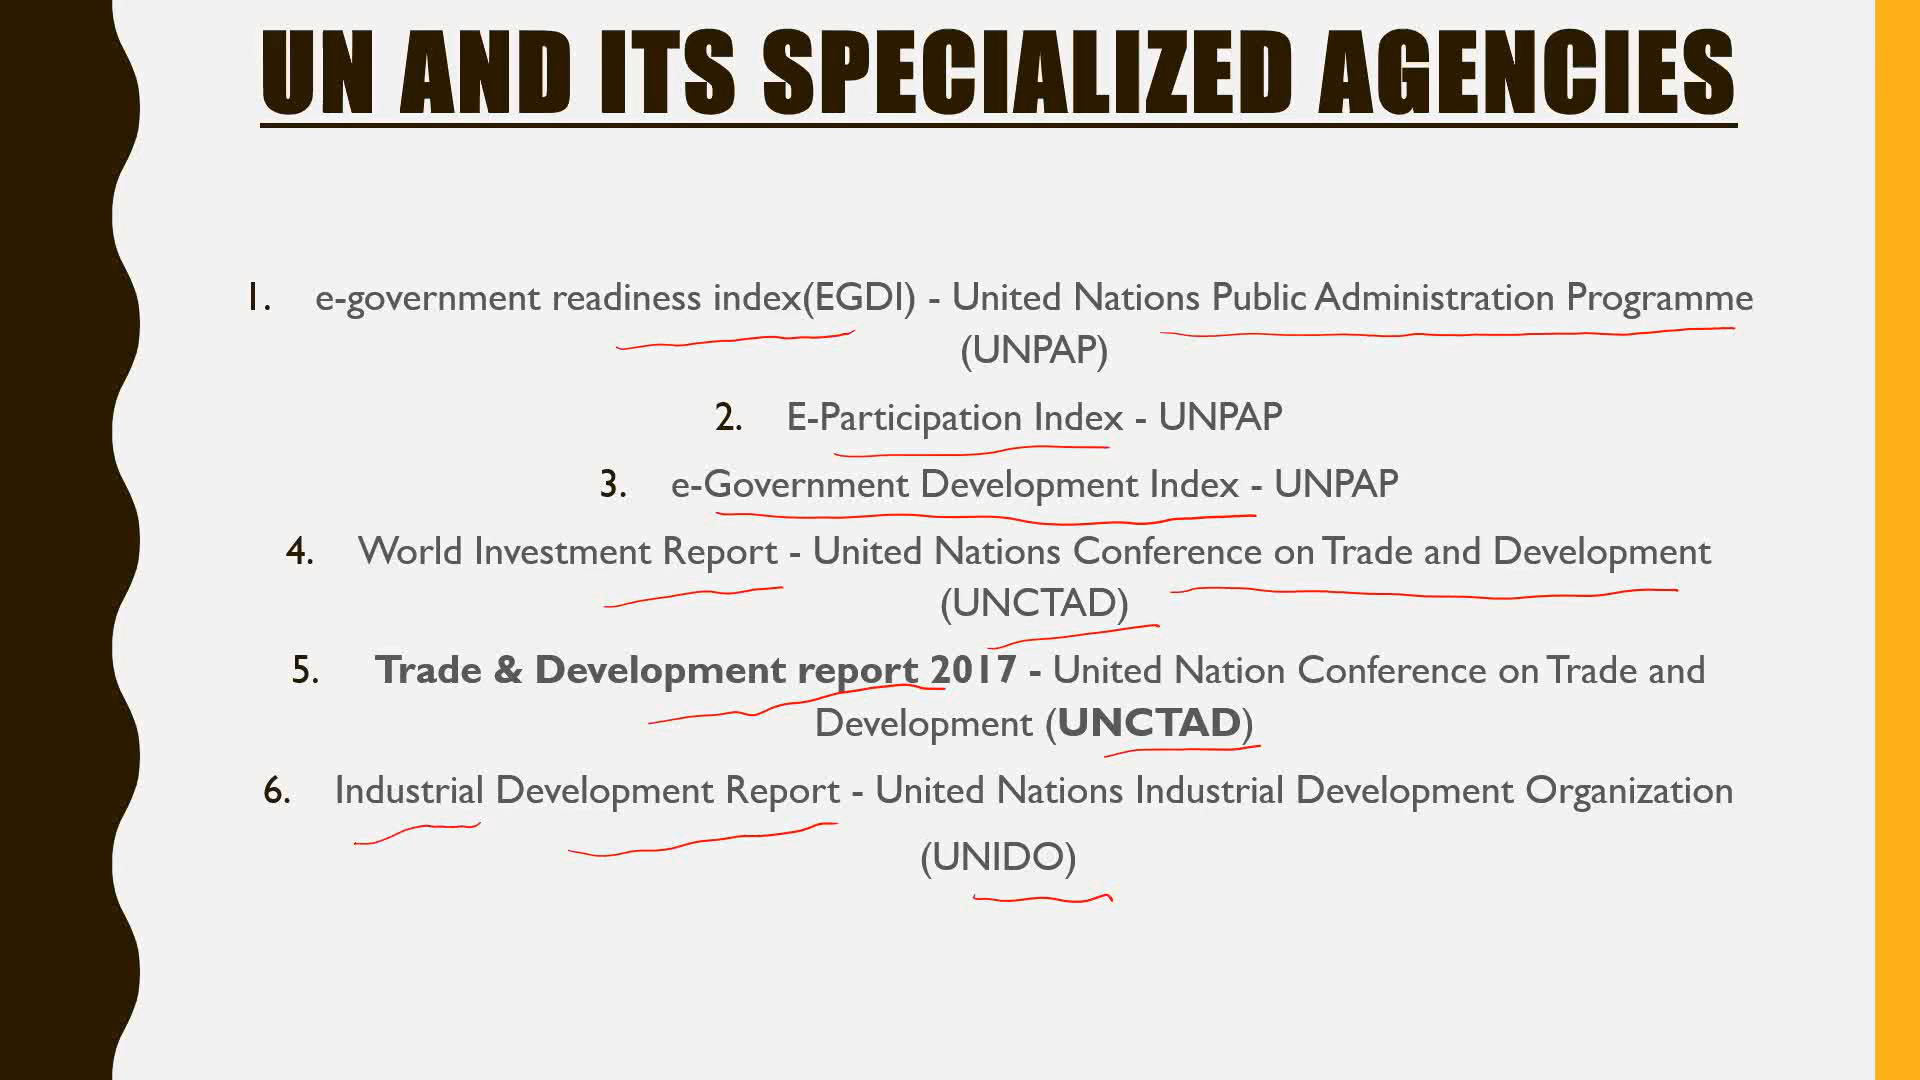 UN AND ITS SPECIALIZED AGENCIES
1. e-government readiness index(EGDI) - United Nations Public Administration Programme
(UNPAP)
2. E-Participation Index - UNPAP
3. e-Government Development Index - UNPAP
4. World Investment Report - United Nations Conference on Trade and Development
(UNCTAD)
5. Trade & Development report 2017 - United Nation Conference on Trade and
Development (UNCTAD)
6. Industrial Development Report - United Nations Industrial Development Organization
(UNIDO)